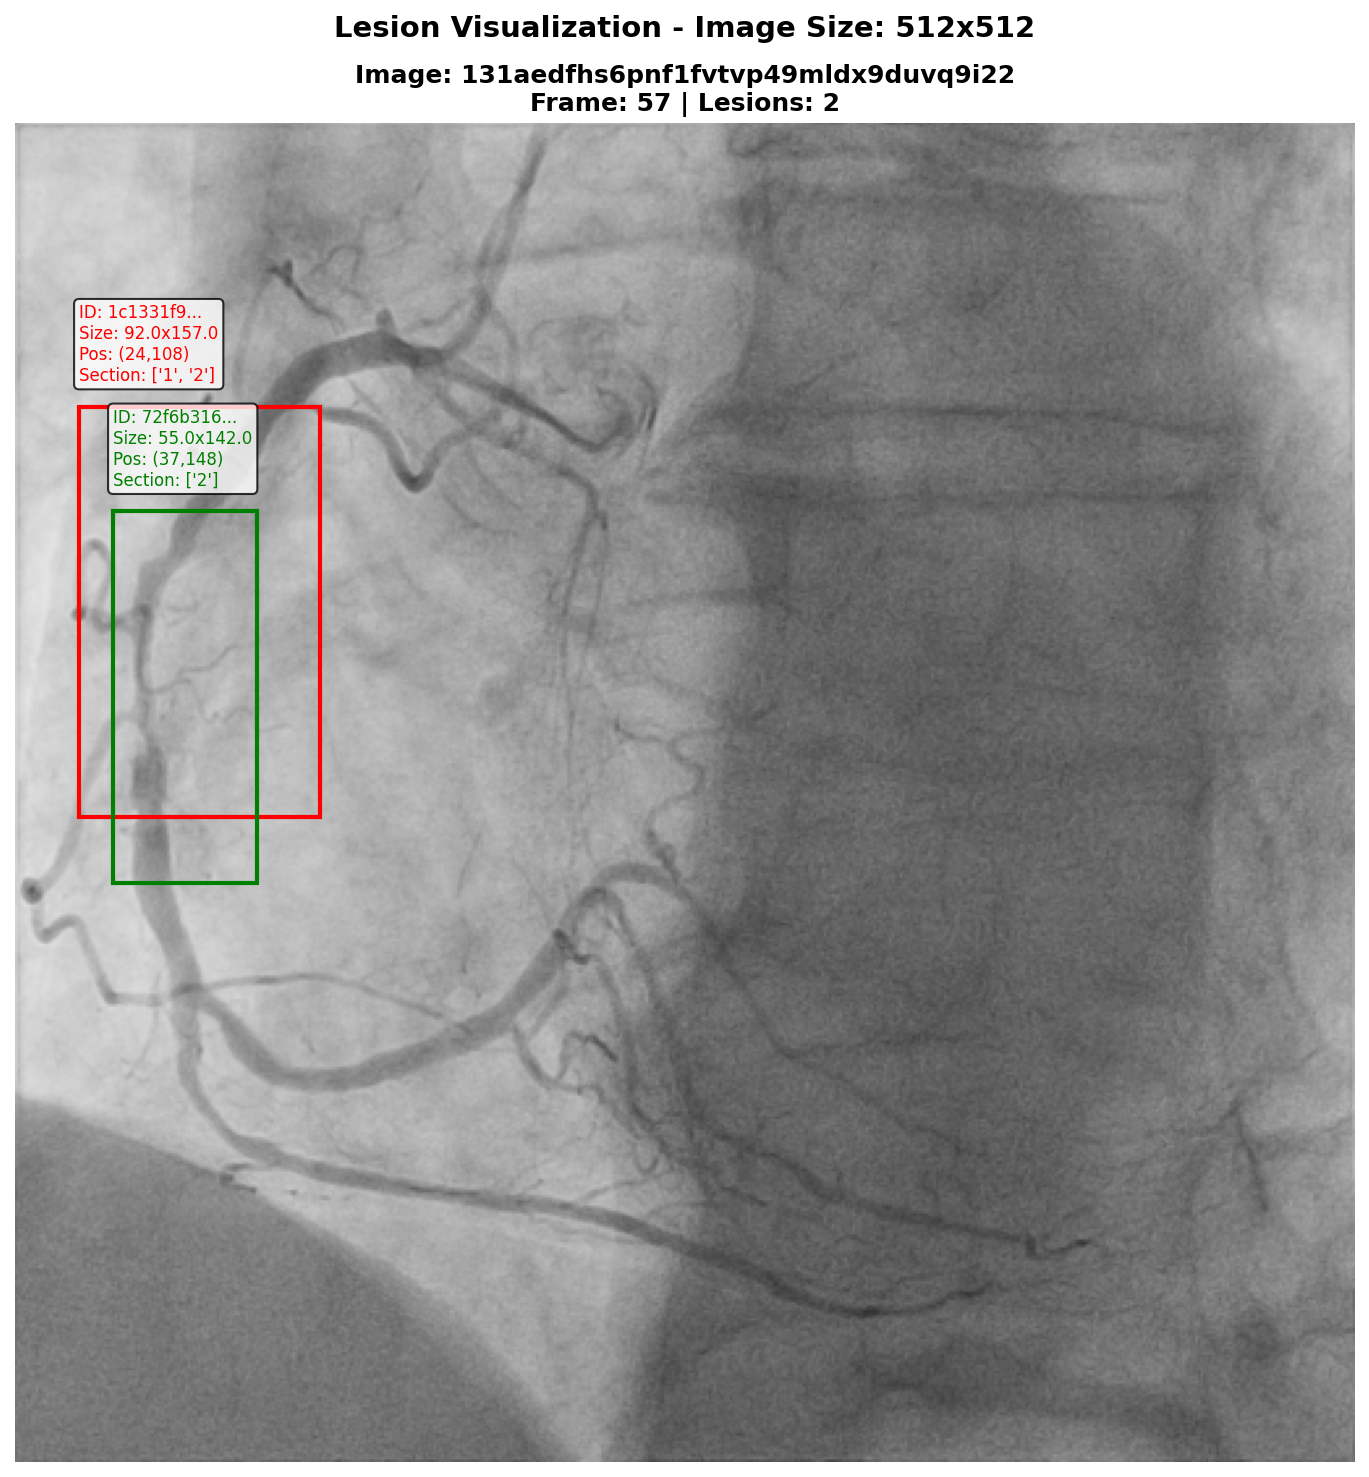 Lesion Visualization - Image Size: 512x512
Image: 131aedfhs6pnf1fvtvp49mldx9duvq9i22
Frame: 57 | Lesions: 2
ID: 1c1331f9...
Size: 92.0x157.0
Pos: (24,108)
Section: ['1', '2']
ID: 72f6b316...
Size: 55.0x142.0
Pos: (37,148)
Section: ['2']